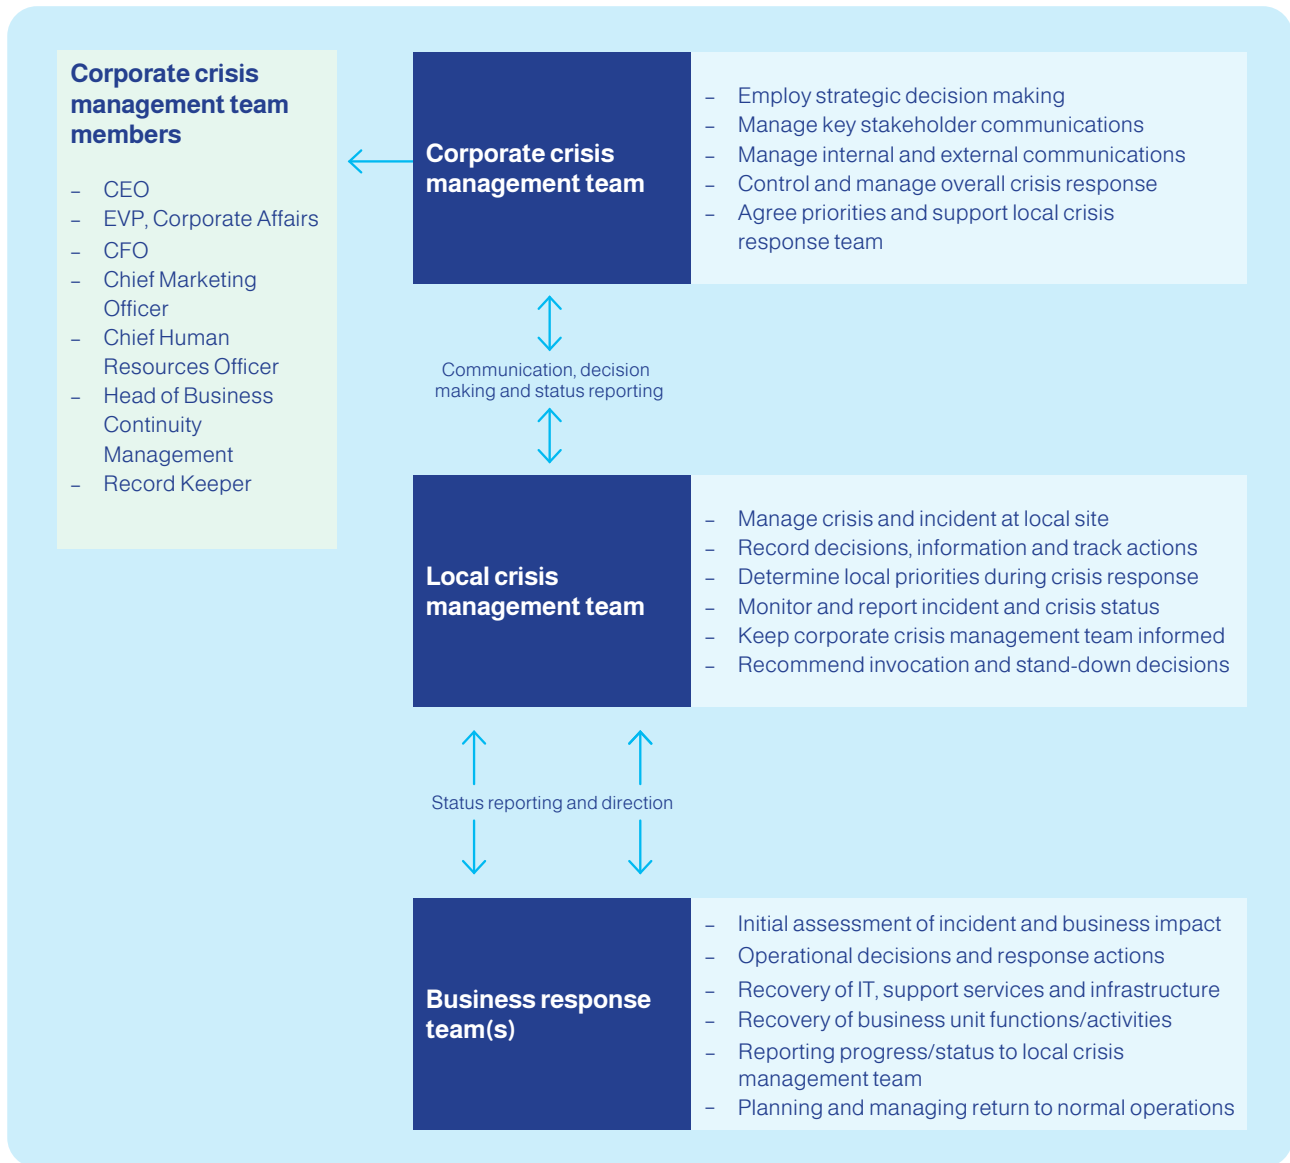 Corporate crisis
management team
members
– CEO
– EVP, Corporate Affairs
– CFO
– Chief Marketing
Officer
– Chief Human
Resources Officer
– Head of Business
Continuity
Management
– Record Keeper
Corporate crisis
management team
– Employ strategic decision making
– Manage key stakeholder communications
– Manage internal and external communications
– Control and manage overall crisis response
– Agree priorities and support local crisis
response team
Communication, decision
making and status reporting
Local crisis
management team
– Manage crisis and incident at local site
– Record decisions, information and track actions
– Determine local priorities during crisis response
– Monitor and report incident and crisis status
– Keep corporate crisis management team informed
– Recommend invocation and stand-down decisions
Status reporting and direction
Business response
team(s)
– Initial assessment of incident and business impact
– Operational decisions and response actions
– Recovery of IT, support services and infrastructure
– Recovery of business unit functions/activities
– Reporting progress/status to local crisis
management team
– Planning and managing return to normal operations